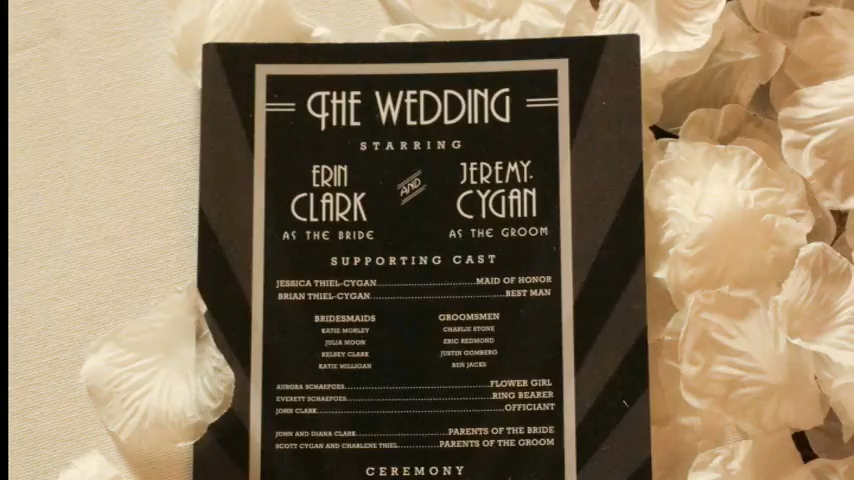 THE WEDDING
STARRING
ERIN CLARK AND JEREMY CYGAN
AS THE BRIDE AS THE GROOM
SUPPORTING CAST
JESSICA THIEL-CYGAN MAID OF HONOR
BRIAN THIEL-CYGAN BEST MAN
BRIDESMAIDS GROOMSMEN
KATIE MORLEY CHARLIE STONE
JULIA MOON ERIC REDMOND
KELSEY CLARK JUSTIN GOMBERG
KATIE MILLIGAN BEN JACKS
AURORA SCHAEFGES FLOWER GIRL
EVERETT SCHAEFGES RING BEARER
JOHN CLARK OFFICIANT
JOHN AND DIANA CLARK PARENTS OF THE BRIDE
SCOTT CYGAN AND CHARLENE THIEL PARENTS OF THE GROOM
CEREMONY